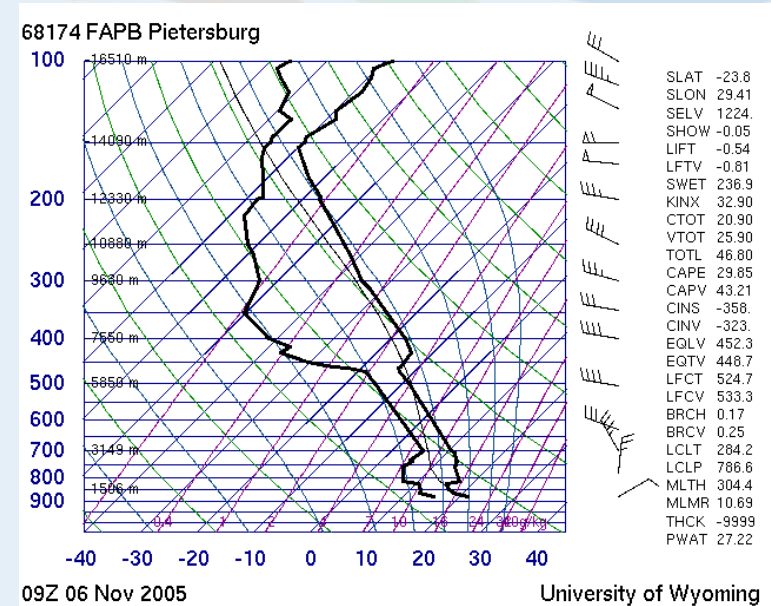 68174 FAPB Pietersburg
100
16510 m
14090 m
200
12330 m
10880 m
300
9630 m
400
7550 m
500
5850 m
600
700
3149 m
800
1506 m
900
0.4 1 2 4 7 10 16 24 g/kg
-40 -30 -20 -10 0 10 20 30 40
09Z 06 Nov 2005
University of Wyoming
SLAT -23.8
SLON 29.41
SELV 1224.
SHOW -0.05
LIFT -0.54
LFTV -0.81
SWET 236.9
KINX 32.90
CTOT 20.90
VTOT 25.90
TOTL 46.80
CAPE 29.85
CAPV 43.21
CINS -358.
CINV -323.
EQLV 452.3
EQTV 448.7
LFCT 524.7
LFCV 533.3
BRCH 0.17
BRCV 0.25
LCLT 284.2
LCLP 786.6
MLTH 304.4
MLMR 10.69
THCK -9999
PWAT 27.22